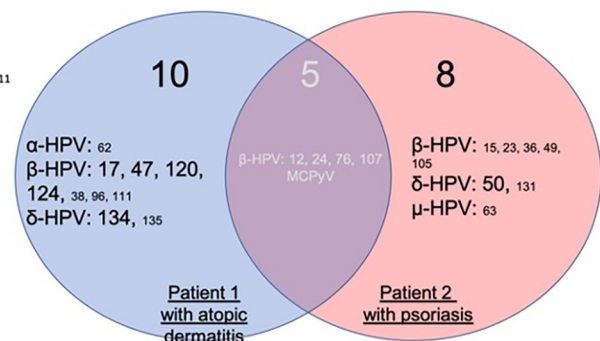 11
10
5
8
α-HPV: 62
β-HPV: 17, 47, 120,
124, 38, 96, 111
δ-HPV: 134, 135
β-HPV: 12, 24, 76, 107
MCPyV
β-HPV: 15, 23, 36, 49,
105
δ-HPV: 50, 131
μ-HPV: 63
Patient 1
with atopic
dermatitis
Patient 2
with psoriasis